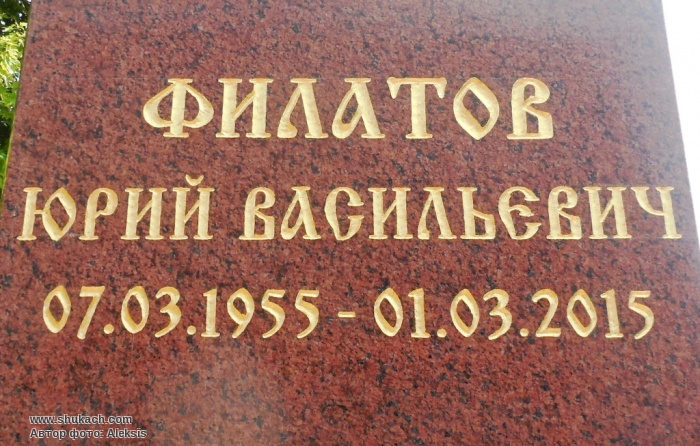 ФИЛАТОВ
ЮРИЙ ВАСИЛЬЕВИЧ
07.03.1955 - 01.03.2015
www.shukach.com
Автор фото: Aleksis